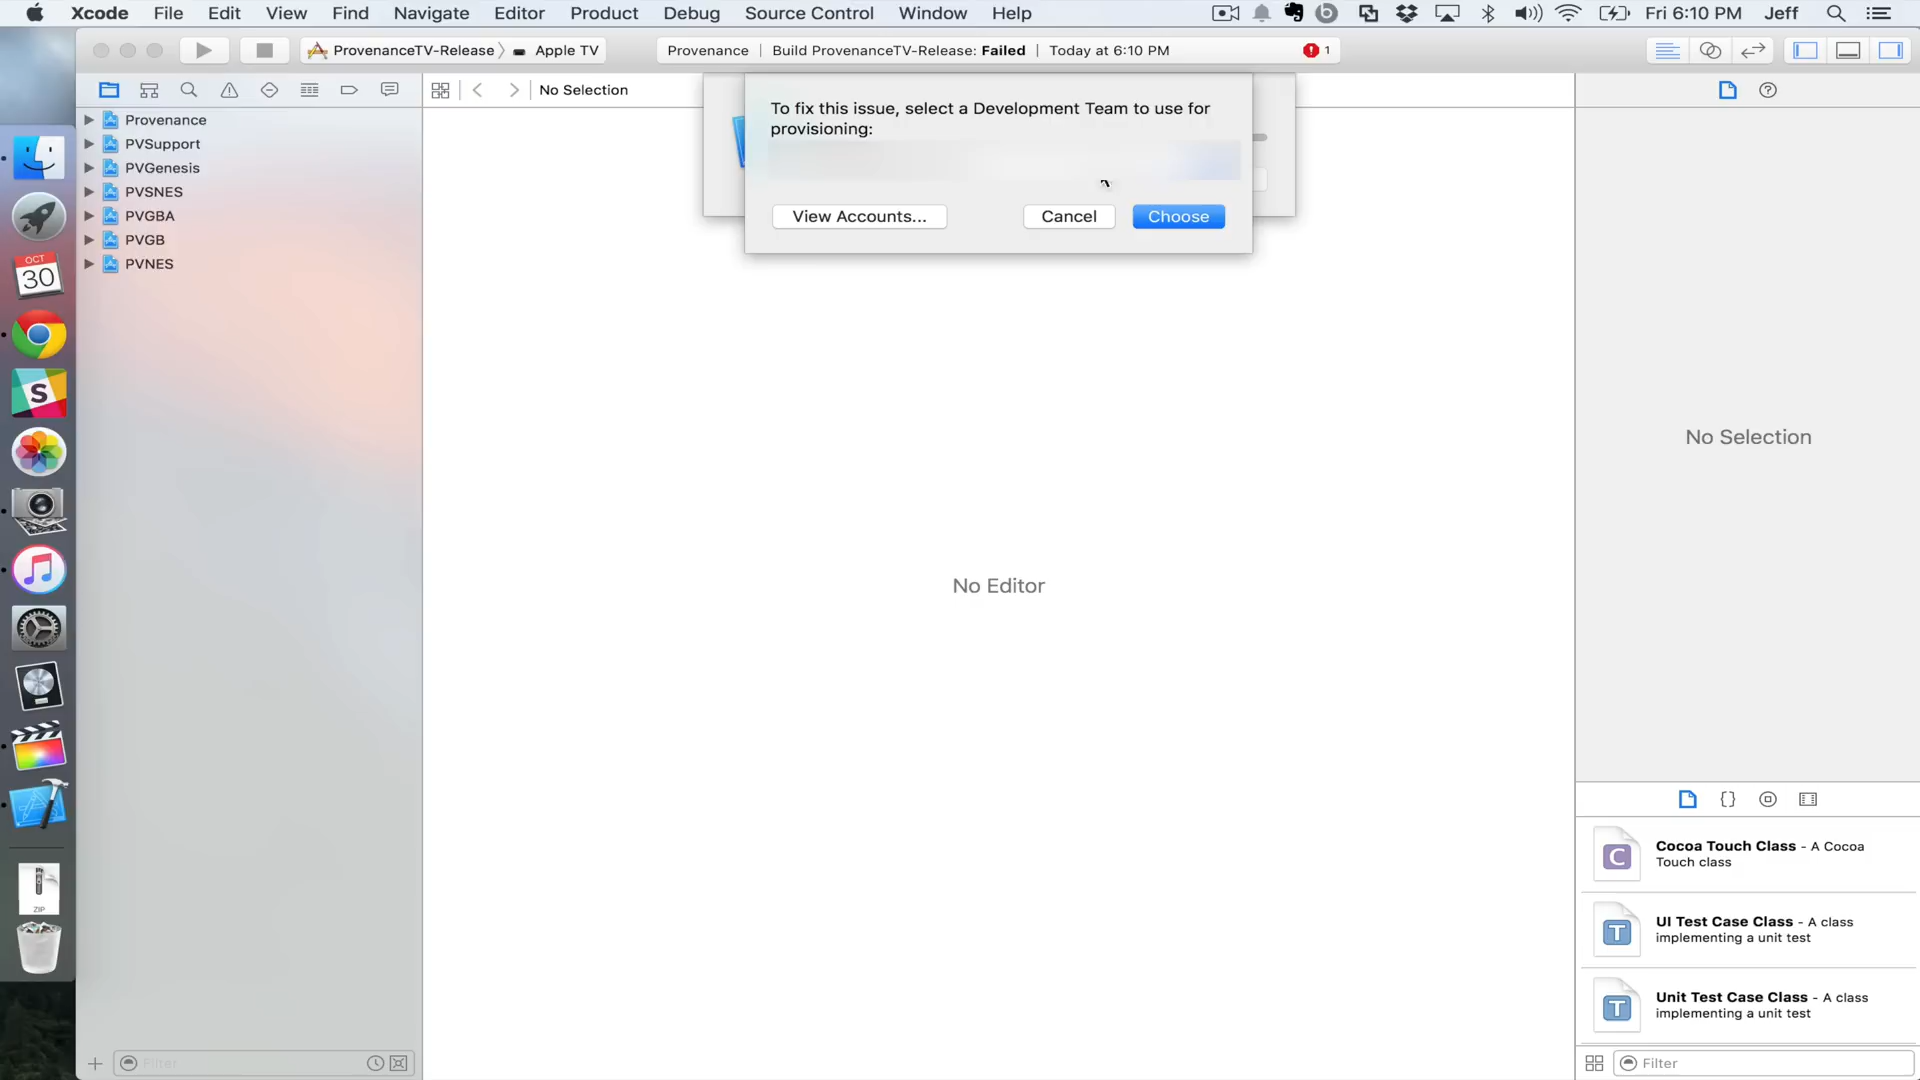 Xcode File Edit View Find Navigate Editor Product Debug Source Control Window Help Fri 6:10 PM Jeff
ProvenanceTV-Release Apple TV
Provenance | Build ProvenanceTV-Release: Failed | Today at 6:10 PM 1
No Selection
Provenance
PVSupport
PVGenesis
PVSNES
PVGBA
PVGB
PVNES
To fix this issue, select a Development Team to use for
provisioning:
View Accounts...
Cancel
Choose
No Editor
No Selection
Cocoa Touch Class - A Cocoa
Touch class
UI Test Case Class - A class
implementing a unit test
Unit Test Case Class - A class
implementing a unit test
Filter
Filter
OCT
30
S
ZIP
C
T
T